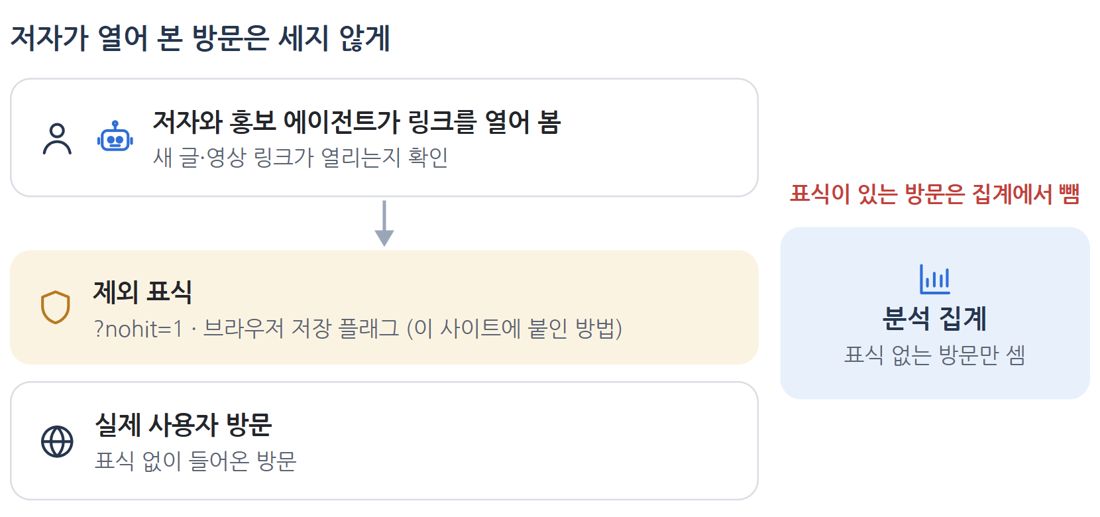 저자가 열어 본 방문은 세지 않게
저자와 홍보 에이전트가 링크를 열어 봄
새 글·영상 링크가 열리는지 확인
제외 표식
?nohit=1 · 브라우저 저장 플래그 (이 사이트에 붙인 방법)
실제 사용자 방문
표식 없이 들어온 방문
표식이 있는 방문은 집계에서 뺌
분석 집계
표식 없는 방문만 셈